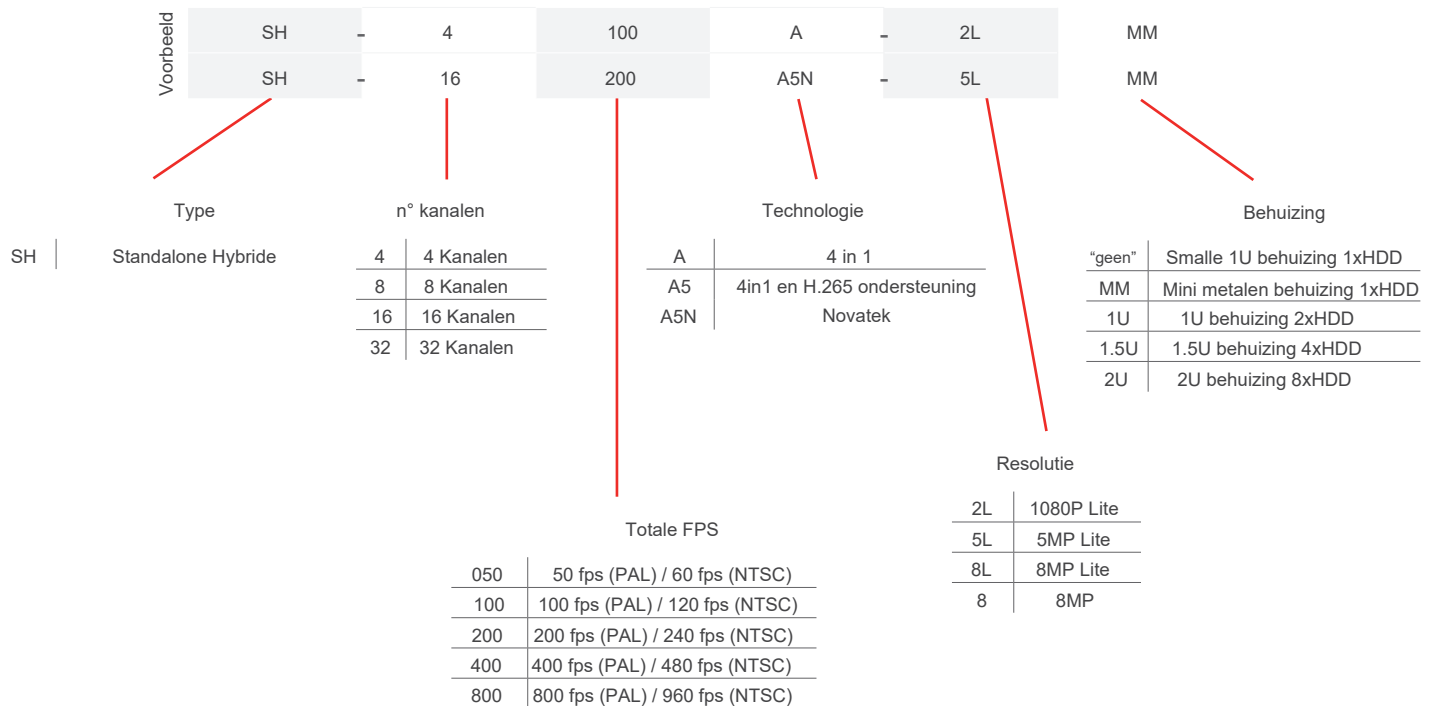 Voorbeeld
SH - 4 100 A - 2L MM
SH - 16 200 A5N - 5L MM
Type
SH Standalone Hybride
n° kanalen
4 4 Kanalen
8 8 Kanalen
16 16 Kanalen
32 32 Kanalen
Technologie
A 4 in 1
A5 4in1 en H.265 ondersteuning
A5N Novatek
Behuizing
“geen” Smalle 1U behuizing 1xHDD
MM Mini metalen behuizing 1xHDD
1U 1U behuizing 2xHDD
1.5U 1.5U behuizing 4xHDD
2U 2U behuizing 8xHDD
Resolutie
2L 1080P Lite
5L 5MP Lite
8L 8MP Lite
8 8MP
Totale FPS
050 50 fps (PAL) / 60 fps (NTSC)
100 100 fps (PAL) / 120 fps (NTSC)
200 200 fps (PAL) / 240 fps (NTSC)
400 400 fps (PAL) / 480 fps (NTSC)
800 800 fps (PAL) / 960 fps (NTSC)